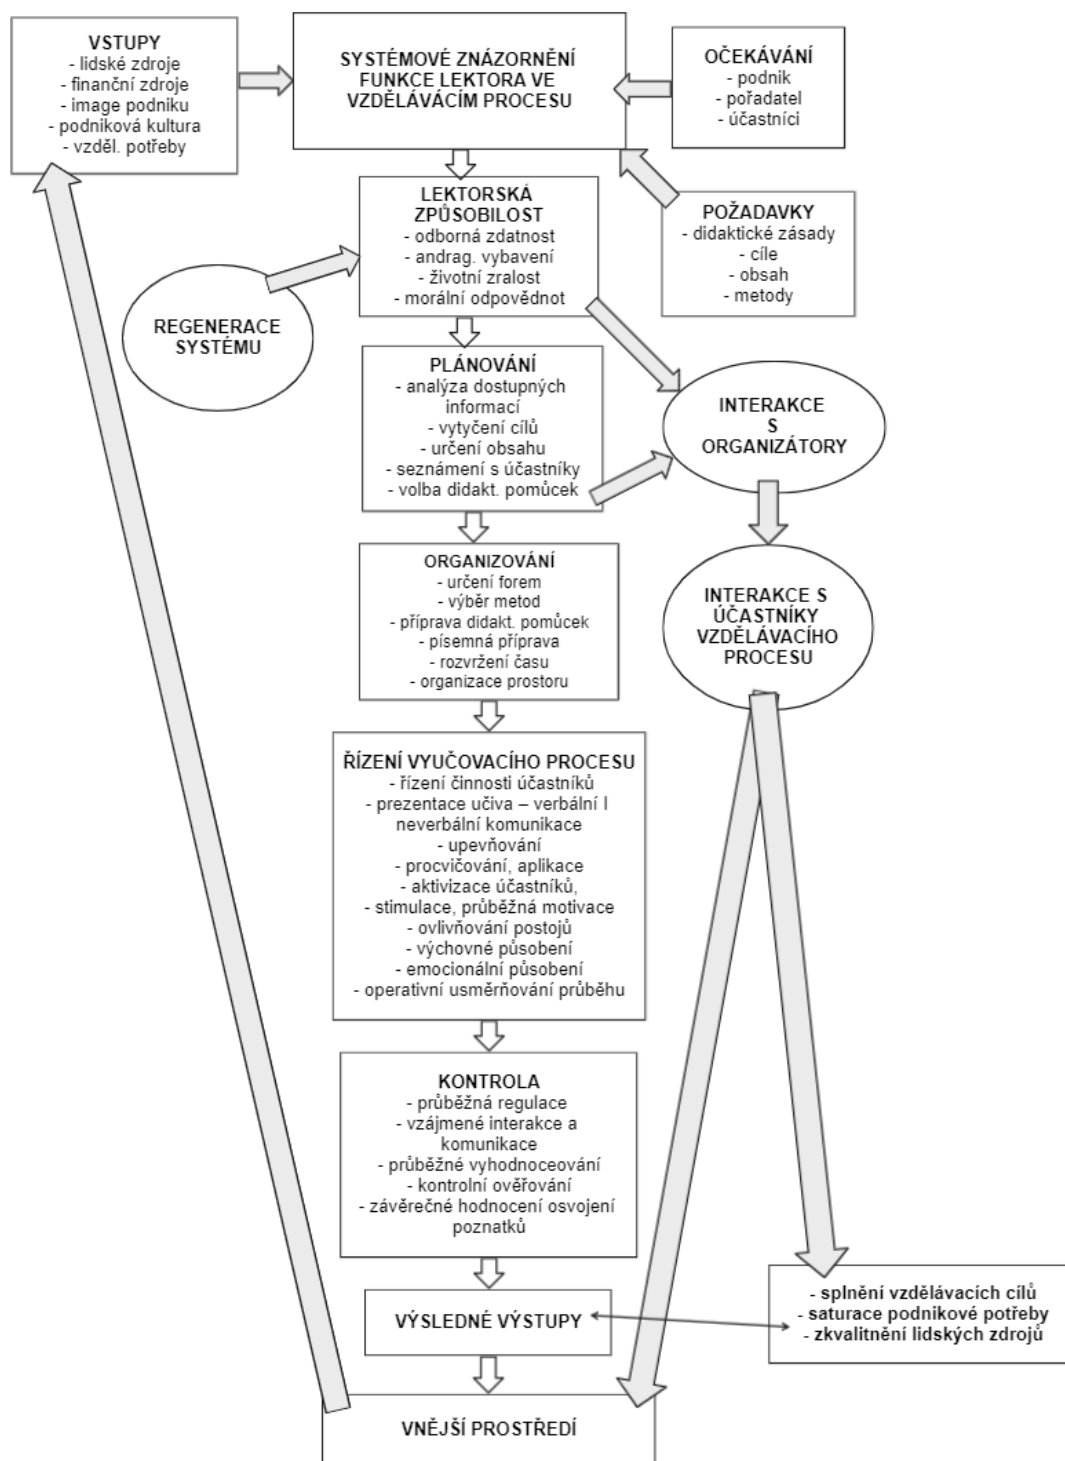 VSTUPY
- lidské zdroje
- finanční zdroje
- image podniku
- podniková kultura
- vzděl. potřeby
SYSTÉMOVÉ ZNÁZORNĚNÍ
FUNKCE LEKTORA VE
VZDĚLÁVÁCÍM PROCESU
OČEKÁVÁNÍ
- podnik
- pořadatel
- účastníci
LEKTORSKÁ
ZPŮSOBILOST
- odborná zdatnost
- andrag. vybavení
- životní zralost
- morální odpovědnot
POŽADAVKY
- didaktické zásady
- cíle
- obsah
- metody
REGENERACE
SYSTÉMU
PLÁNOVÁNÍ
- analýza dostupných
informací
- vytyčení cílů
- určení obsahu
- seznámení s účastníky
- volba didakt. pomůcek
INTERAKCE
S
ORGANIZÁTORY
ORGANIZOVÁNÍ
- určení forem
- výběr metod
- příprava didakt. pomůcek
- písemná příprava
- rozvržení času
- organizace prostoru
INTERAKCE S
ÚČASTNÍKY
VZDĚLÁVACÍHO
PROCESU
ŘÍZENÍ VYUČOVACÍHO PROCESU
- řízení činnosti účastníků
- prezentace učiva – verbální I
neverbální komunikace
- upevňování
- procvičování, aplikace
- aktivizace účastníků,
- stimulace, průběžná motivace
- ovlivňování postojů
- výchovné působení
- emocionální působení
- operativní usměrňování průběhu
KONTROLA
- průběžná regulace
- vzájmené interakce a
komunikace
- průběžné vyhodnoceování
- kontrolní ověřování
- závěrečné hodnocení osvojení
poznatků
VÝSLEDNÉ VÝSTUPY
- splnění vzdělávacích cílů
- saturace podnikové potřeby
- zkvalitnění lidských zdrojů
VNĚJŠÍ PROSTŘEDÍ